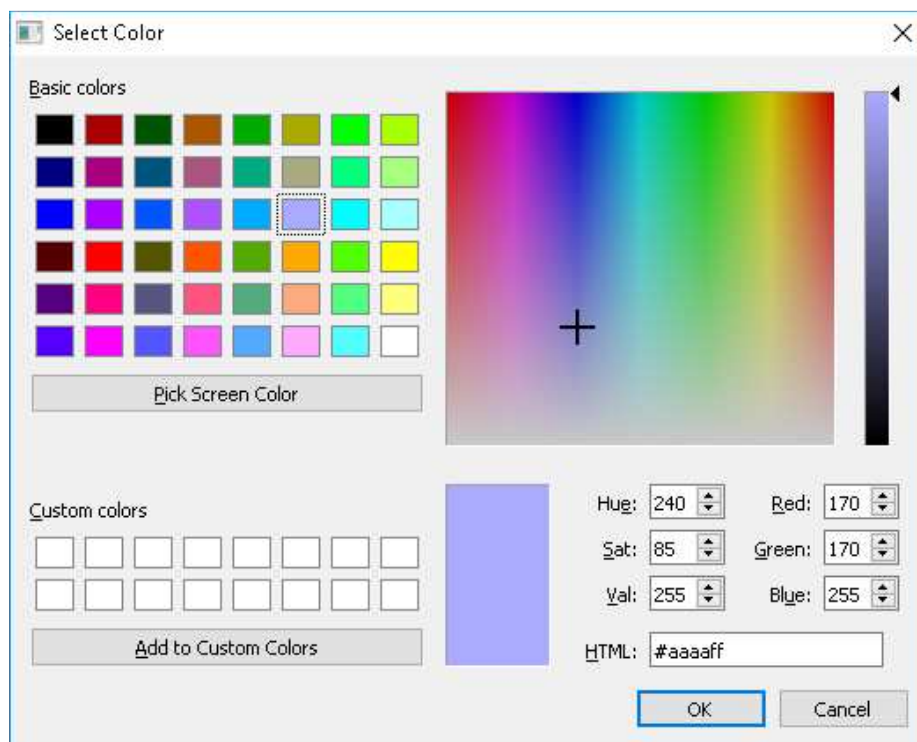 Select Color
Basic colors
Pick Screen Color
Custom colors
Add to Custom Colors
Hue: 240 Red: 170
Sat: 85 Green: 170
Val: 255 Blue: 255
HTML: #aaaaff
OK Cancel